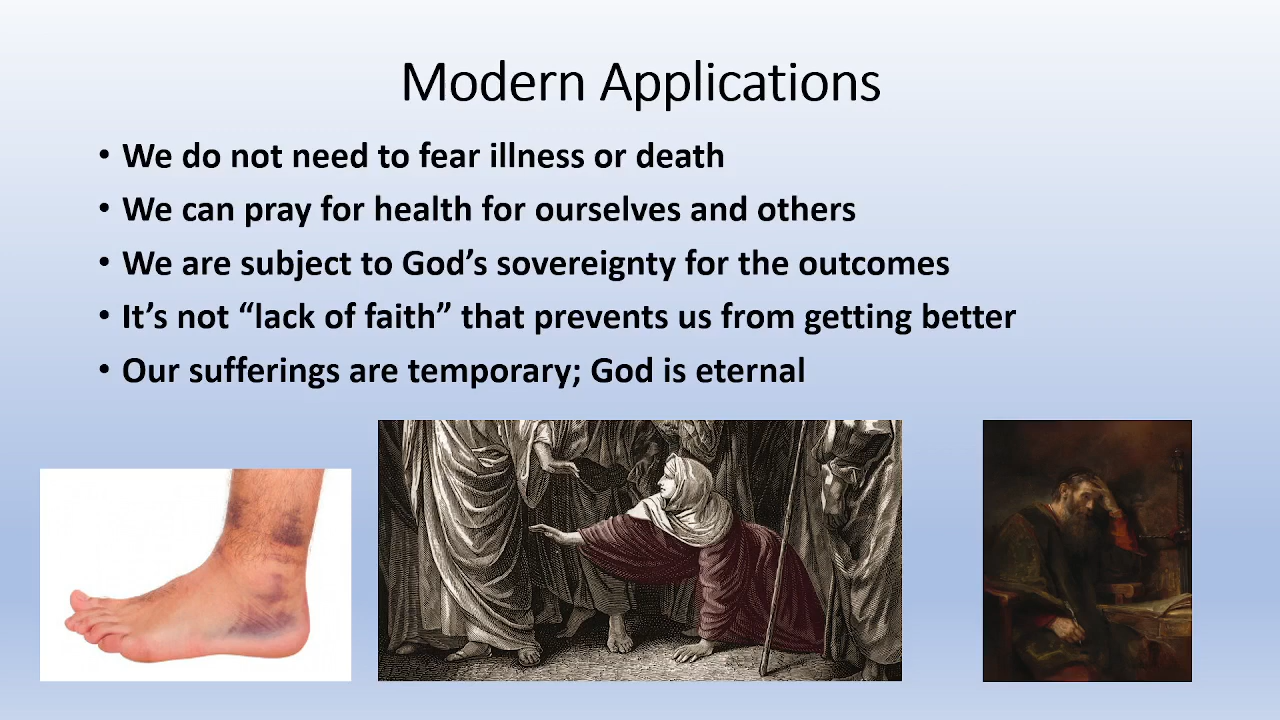 Modern Applications
• We do not need to fear illness or death
• We can pray for health for ourselves and others
• We are subject to God’s sovereignty for the outcomes
• It’s not “lack of faith” that prevents us from getting better
• Our sufferings are temporary; God is eternal